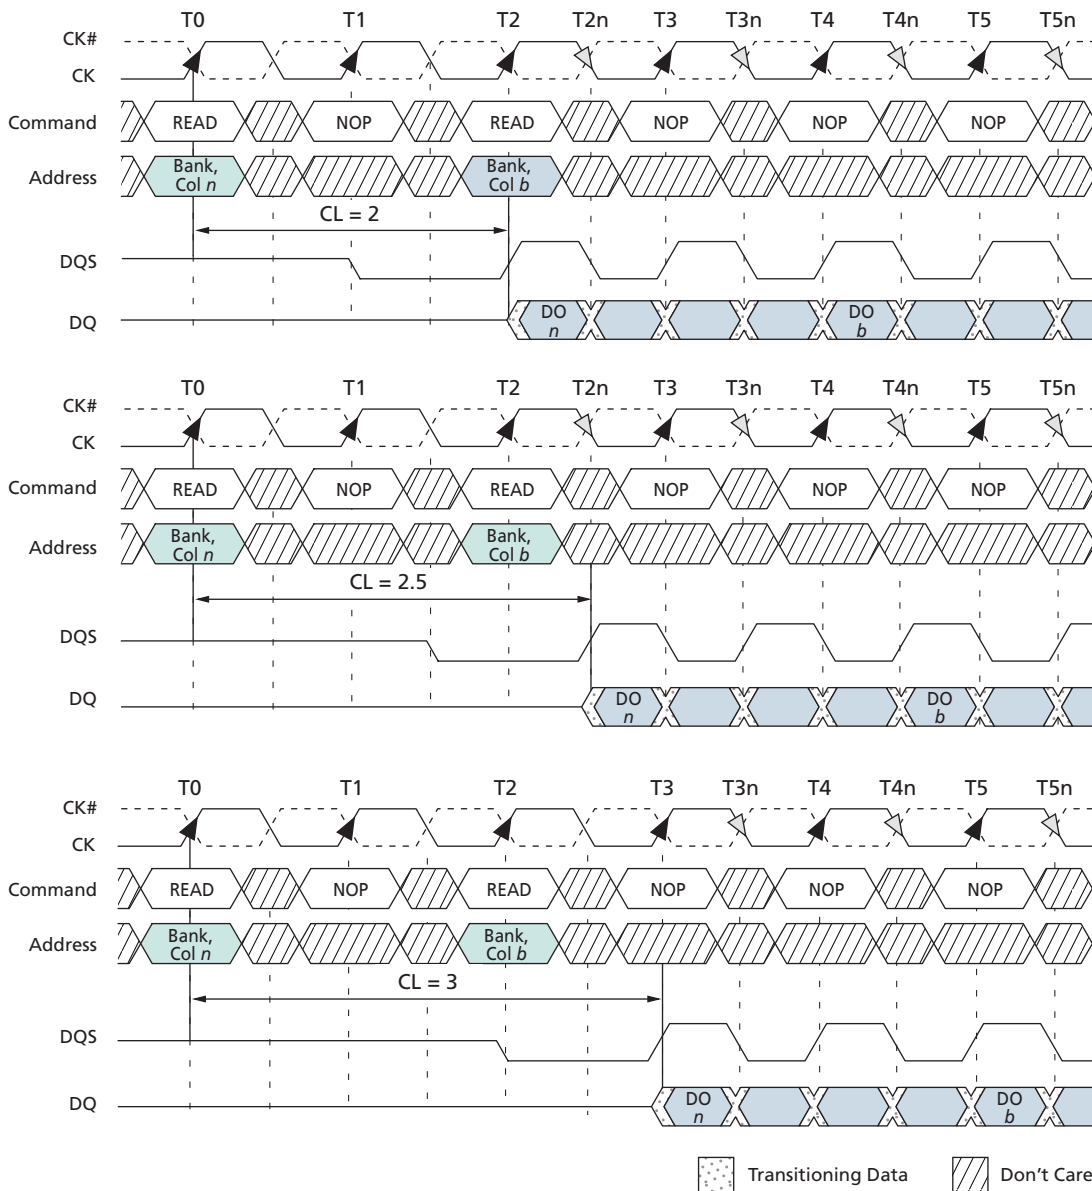 T0 T1 T2 T2n T3 T3n T4 T4n T5 T5n
CK#
CK
Command READ NOP READ NOP NOP NOP
Address Bank, Col n Bank, Col b
CL = 2
DQS
DQ DO n DO b
T0 T1 T2 T2n T3 T3n T4 T4n T5 T5n
CK#
CK
Command READ NOP READ NOP NOP NOP
Address Bank, Col n Bank, Col b
CL = 2.5
DQS
DQ DO n DO b
T0 T1 T2 T3 T3n T4 T4n T5 T5n
CK#
CK
Command READ NOP READ NOP NOP NOP
Address Bank, Col n Bank, Col b
CL = 3
DQS
DQ DO n DO b
Transitioning Data Don't Care